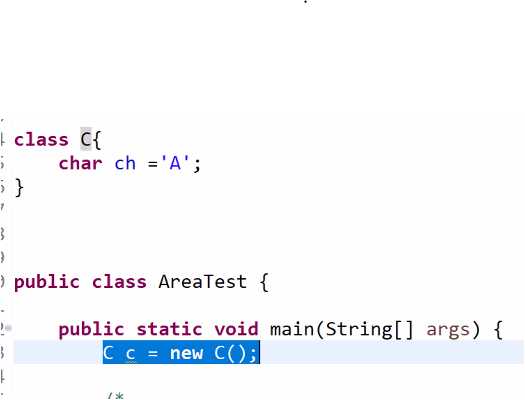 class C{
char ch ='A';
}
public class AreaTest {
public static void main(String[] args) {
C c = new C();
/*